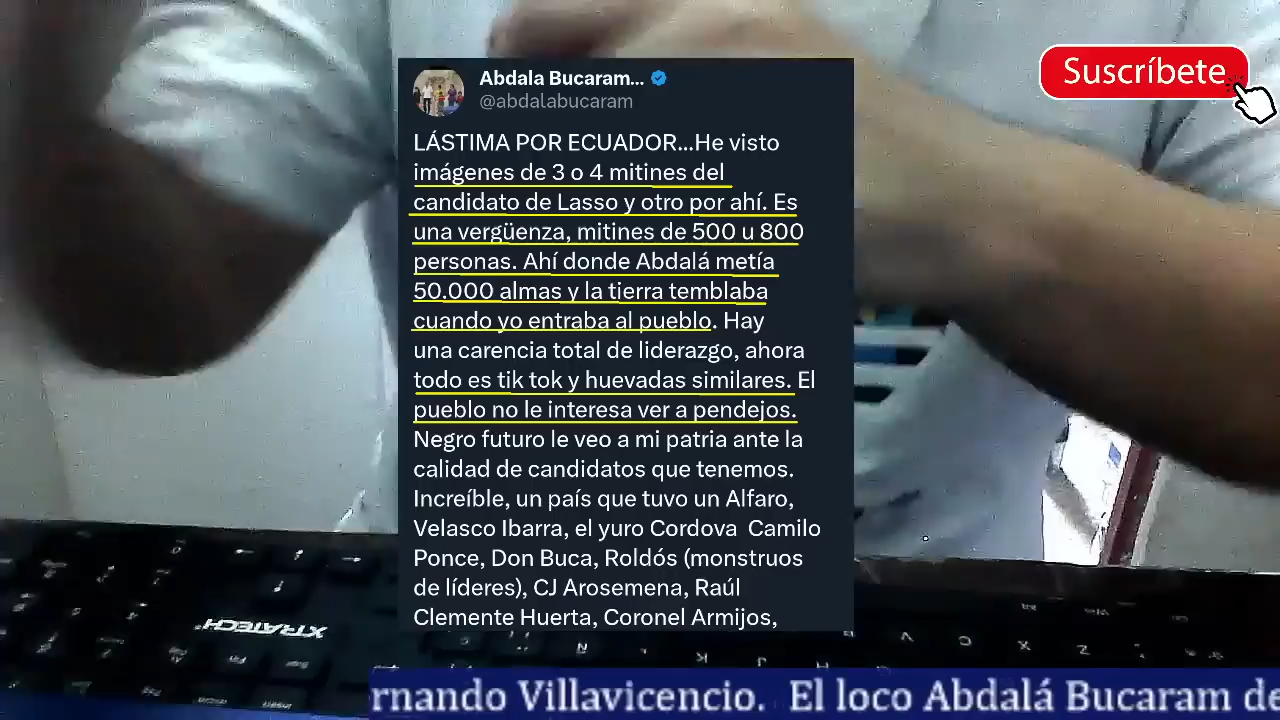 Suscríbete
Abdala Bucaram...
@abdalabucaram
LÁSTIMA POR ECUADOR...He visto
imágenes de 3 o 4 mitines del
candidato de Lasso y otro por ahí. Es
una vergüenza, mitines de 500 u 800
personas. Ahí donde Abdalá metía
50.000 almas y la tierra temblaba
cuando yo entraba al pueblo. Hay
una carencia total de liderazgo, ahora
todo es tik tok y huevadas similares. El
pueblo no le interesa ver a pendejos.
Negro futuro le veo a mi patria ante la
calidad de candidatos que tenemos.
Increíble, un país que tuvo un Alfaro,
Velasco Ibarra, el yuro Cordova Camilo
Ponce, Don Buca, Roldós (monstruos
de líderes), CJ Arosemena, Raúl
Clemente Huerta, Coronel Armijos,
XTRATECH
rnando Villavicencio. El loco Abdalá Bucaram de